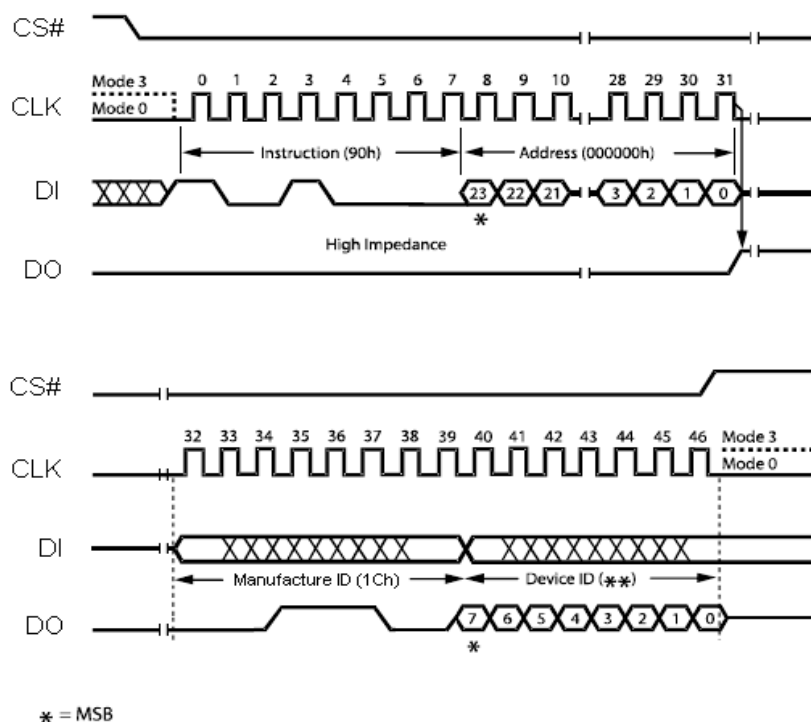 CS#
Mode 3
0 1 2 3 4 5 6 7 8 9 10 28 29 30 31
CLK
Mode 0
Instruction (90h) Address (000000h)
DI 23 22 21 3 2 1 0
*
High Impedance
DO
CS#
32 33 34 35 36 37 38 39 40 41 42 43 44 45 46 Mode 3
CLK Mode 0
DI
Manufacture ID (1Ch) Device ID (**)
DO 7 6 5 4 3 2 1 0
*
* = MSB